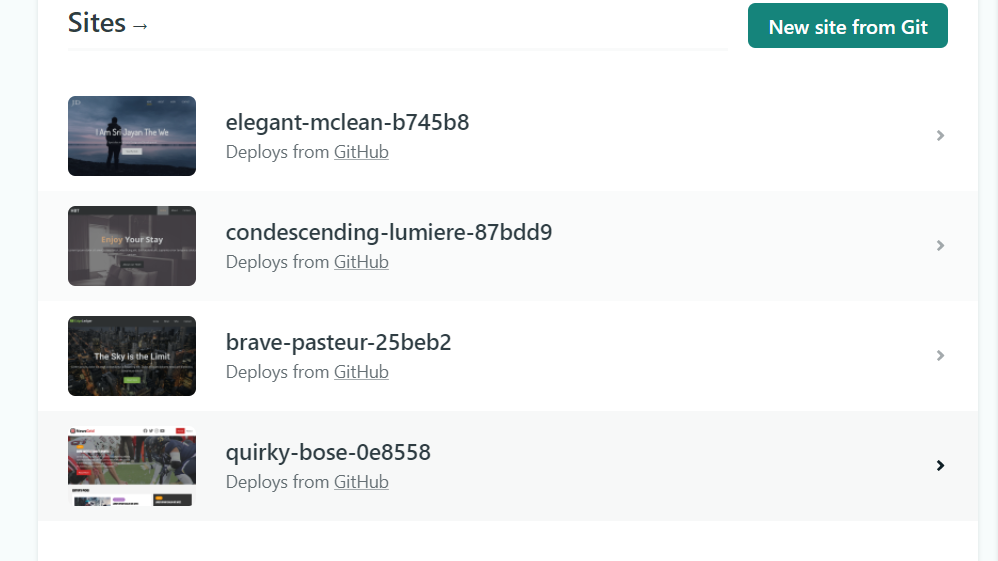 Sites →
New site from Git
elegant-mclean-b745b8
Deploys from GitHub
I Am Sri Jayan The We
condescending-lumiere-87bdd9
Deploys from GitHub
Enjoy Your Stay
brave-pasteur-25beb2
Deploys from GitHub
The Sky is the Limit
quirky-bose-0e8558
Deploys from GitHub